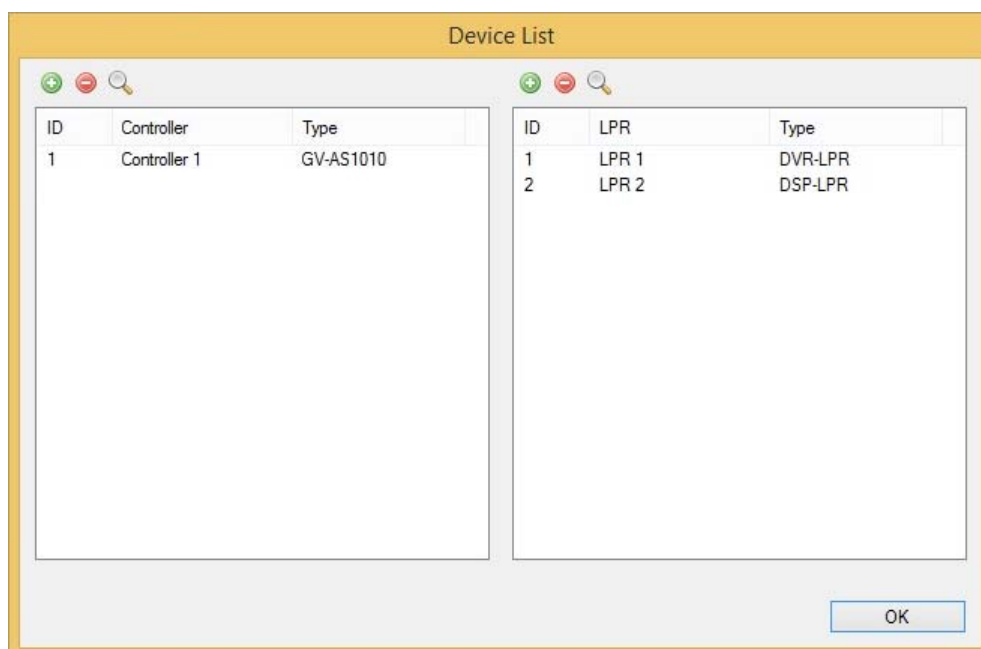 Device List
ID Controller Type
1 Controller 1 GV-AS1010
ID LPR Type
1 LPR 1 DVR-LPR
2 LPR 2 DSP-LPR
OK